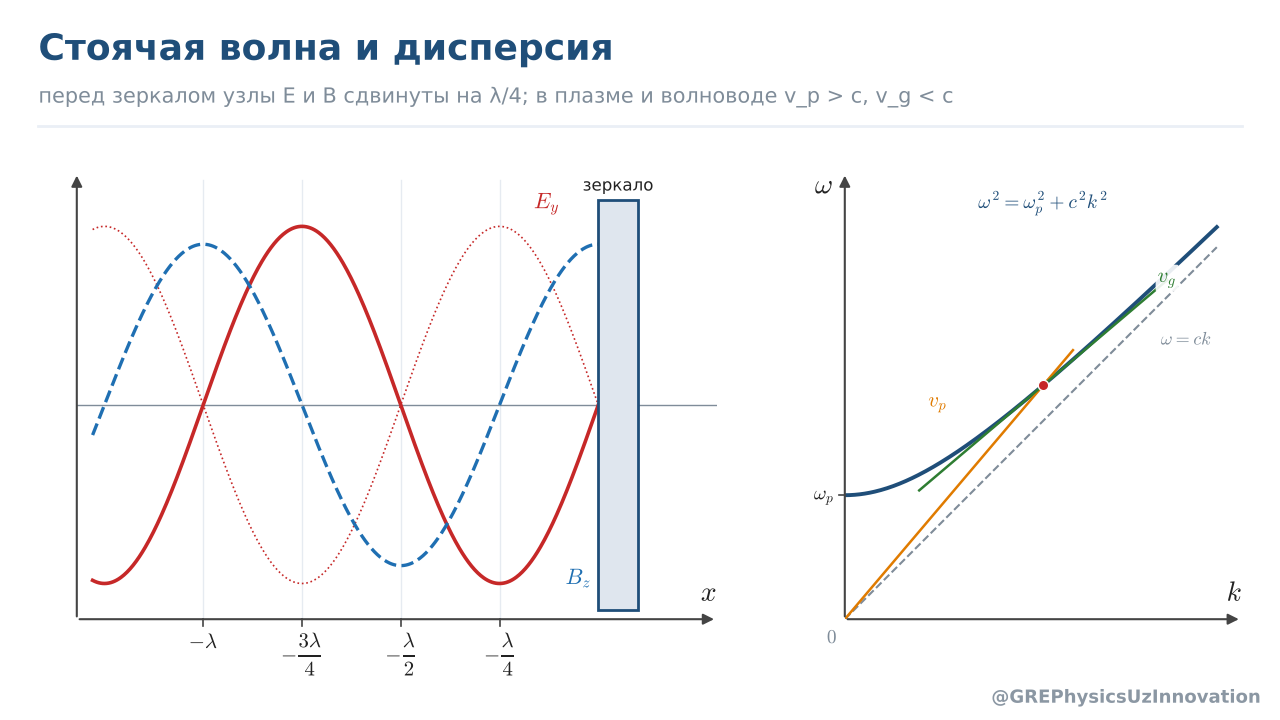 Стоячая волна и дисперсия
перед зеркалом узлы E и B сдвинуты на λ/4; в плазме и волноводе v_p > c, v_g < c
зеркало
E_y
B_z
x
−λ
−3λ/4
−λ/2
−λ/4
ω
ω² = ω_p² + c²k²
v_g
ω = ck
v_p
ω_p
k
0
@GREPhysicsUzInnovation